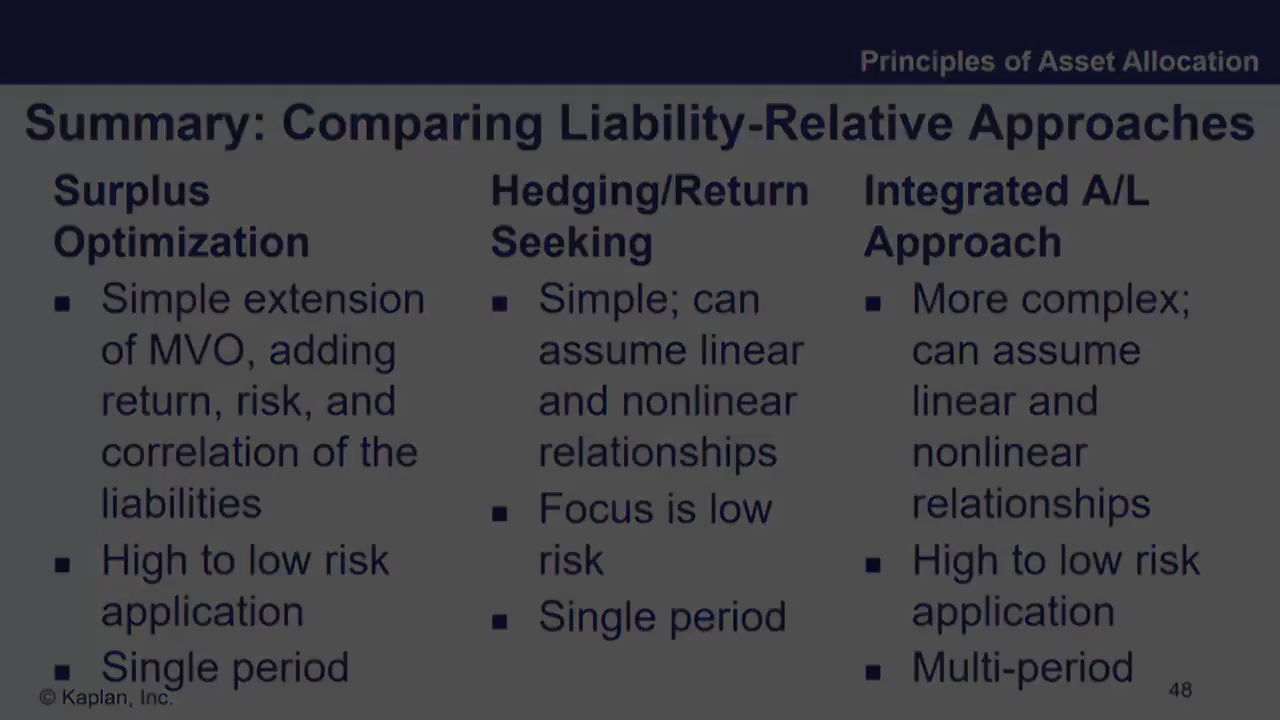 Principles of Asset Allocation
Summary: Comparing Liability-Relative Approaches
Surplus
Optimization
■ Simple extension
of MVO, adding
return, risk, and
correlation of the
liabilities
■ High to low risk
application
■ Single period
Hedging/Return
Seeking
■ Simple; can
assume linear
and nonlinear
relationships
■ Focus is low
risk
■ Single period
Integrated A/L
Approach
■ More complex;
can assume
linear and
nonlinear
relationships
■ High to low risk
application
■ Multi-period
© Kaplan, Inc.
48